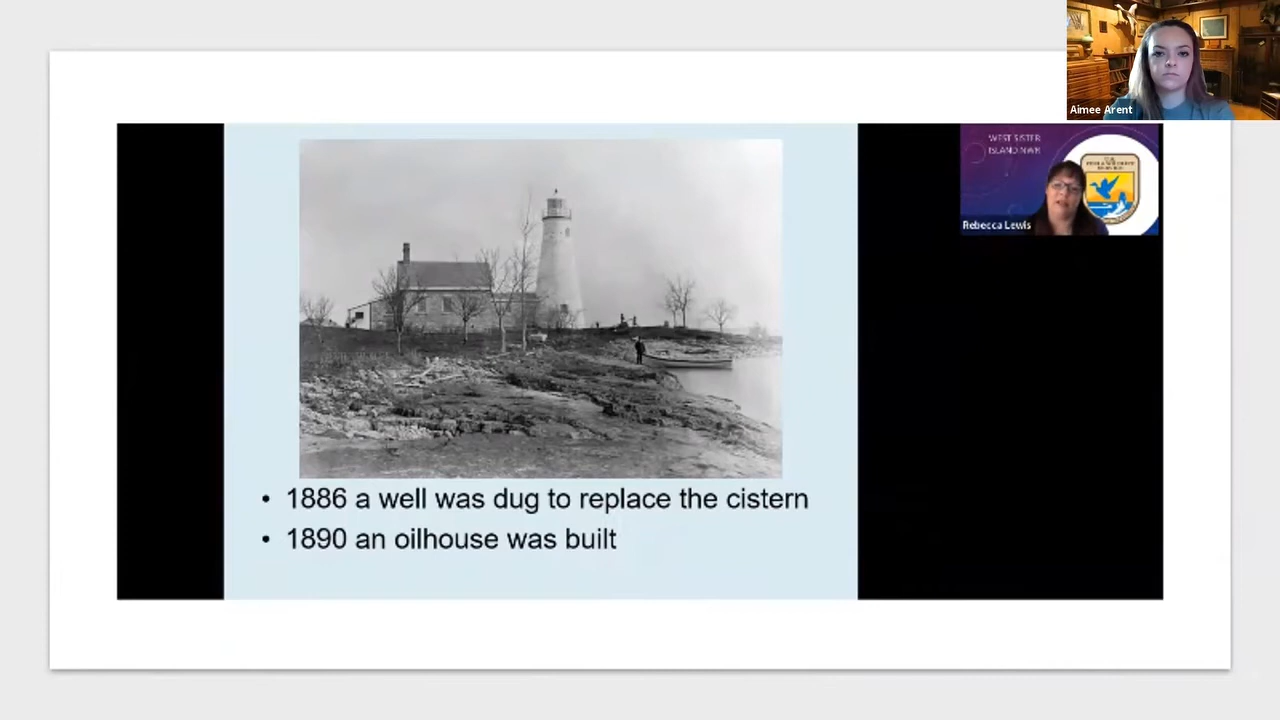 Aimee Arent
WEST SISTER
ISLAND NWR
Rebecca Lewis
• 1886 a well was dug to replace the cistern
• 1890 an oilhouse was built